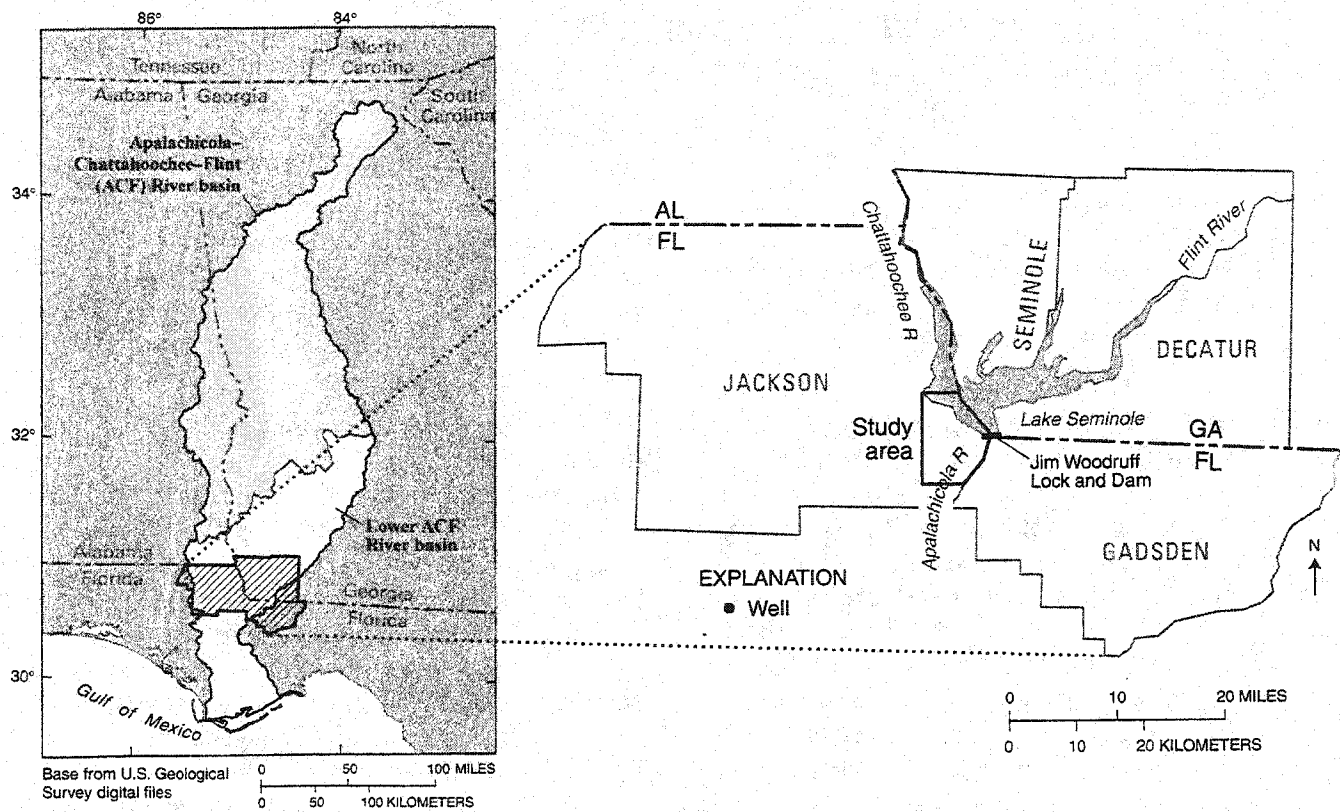 86°
84°
North
Carolina
Tennessee
Alabama
Georgia
South
Carolina
Apalachicola–
Chattahoochee–Flint
(ACF) River basin
34°
32°
Lower ACF
River basin
Alabama
Florida
Georgia
Florida
30°
Gulf of Mexico
Base from U.S. Geological
Survey digital files
0 50 100 MILES
0 50 100 KILOMETERS
AL
FL
Chattahoochee R
SEMINOLE
Flint River
DECATUR
JACKSON
Lake Seminole
Study
area
GA
FL
Jim Woodruff
Lock and Dam
Apalachicola R
GADSDEN
N
EXPLANATION
Well
0 10 20 MILES
0 10 20 KILOMETERS